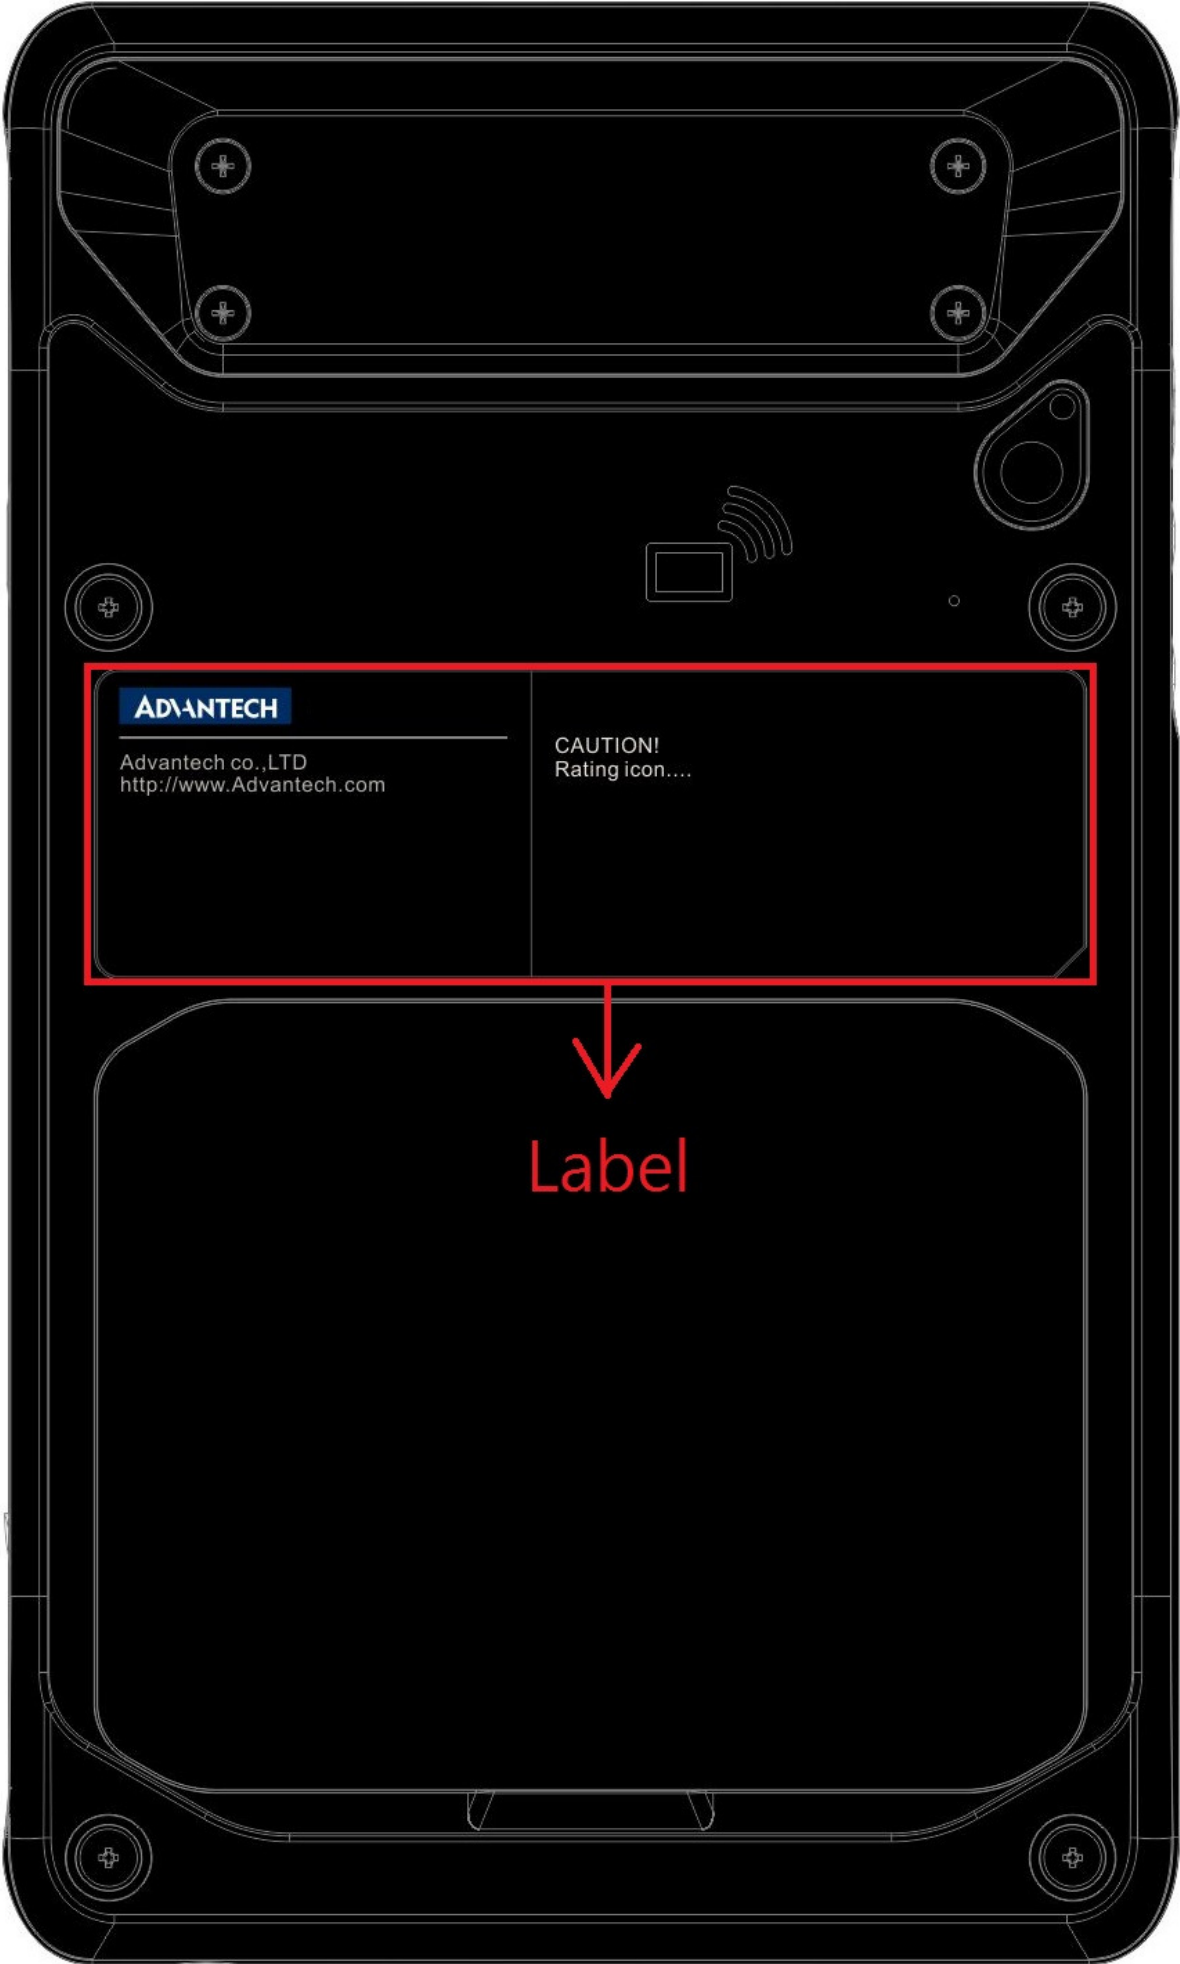 ADVANTECH
Advantech co.,LTD
http://www.Advantech.com
CAUTION!
Rating icon....
Label